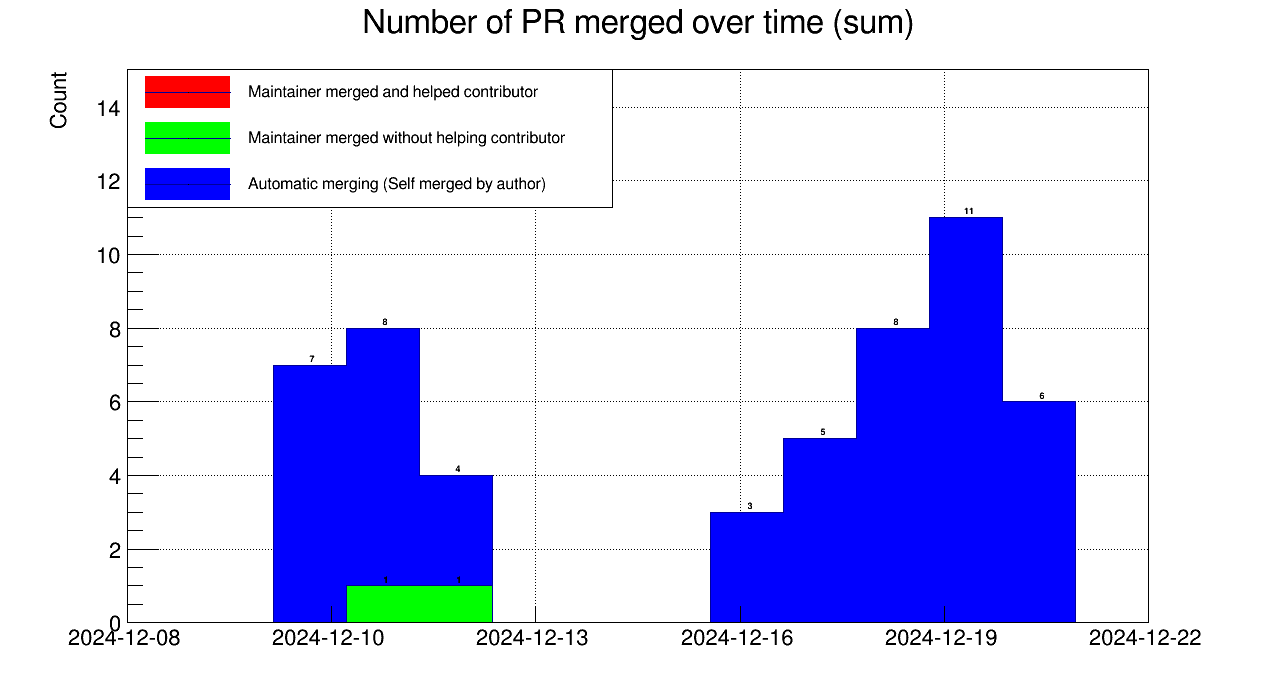 Number of PR merged over time (sum)
Count
Maintainer merged and helped contributor
Maintainer merged without helping contributor
Automatic merging (Self merged by author)
14
12
10
8
6
4
2
0
11
8
8
7
6
5
4
3
1 1
2024-12-08 2024-12-10 2024-12-13 2024-12-16 2024-12-19 2024-12-22